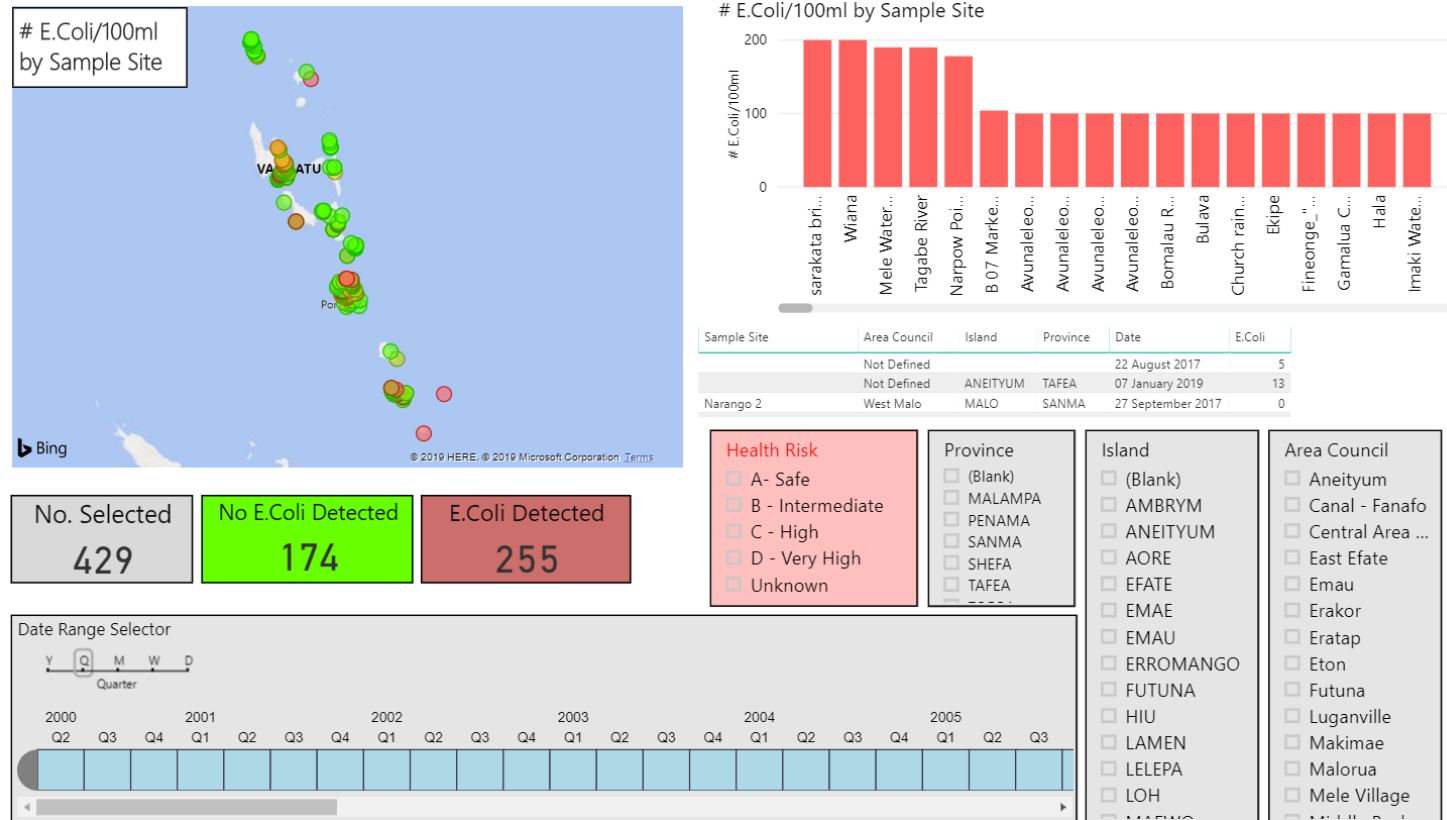 # E.Coli/100ml
by Sample Site
VA
ATU
Por
Bing
© 2019 HERE, © 2019 Microsoft Corporation Terms
# E.Coli/100ml by Sample Site
# E.Coli/100ml
200
100
0
sarakata bri...
Wiana
Mele Water...
Tagabe River
Narpow Poi...
B 07 Marke...
Avunaleleo...
Avunaleleo...
Avunaleleo...
Avunaleleo...
Bomalau R...
Bulava
Church rain...
Ekipe
Fineonge_"...
Gamalua C...
Hala
Imaki Wate...
Sample Site Area Council Island Province Date E.Coli
Not Defined 22 August 2017 5
Not Defined ANEITYUM TAFEA 07 January 2019 13
Narango 2 West Malo MALO SANMA 27 September 2017 0
No. Selected
429
No E.Coli Detected
174
E.Coli Detected
255
Health Risk
A- Safe
B - Intermediate
C - High
D - Very High
Unknown
Province
(Blank)
MALAMPA
PENAMA
SANMA
SHEFA
TAFEA
Island
(Blank)
AMBRYM
ANEITYUM
AORE
EFATE
EMAE
EMAU
ERROMANGO
FUTUNA
HIU
LAMEN
LELEPA
LOH
Area Council
Aneityum
Canal - Fanafo
Central Area ...
East Efate
Emau
Erakor
Eratap
Eton
Futuna
Luganville
Makimae
Malorua
Mele Village
Date Range Selector
Y Q M W D
Quarter
2000 2001 2002 2003 2004 2005
Q2 Q3 Q4 Q1 Q2 Q3 Q4 Q1 Q2 Q3 Q4 Q1 Q2 Q3 Q4 Q1 Q2 Q3 Q4 Q1 Q2 Q3